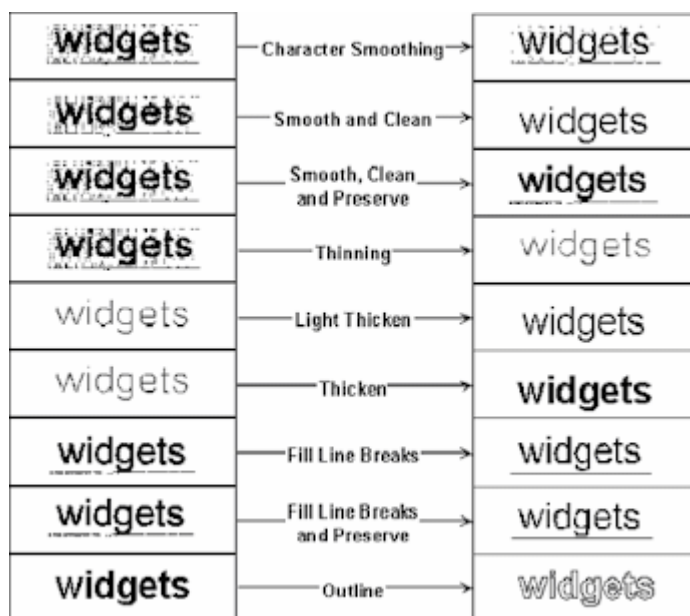 widgets Character Smoothing widgets
widgets Smooth and Clean widgets
widgets Smooth, Clean
and Preserve widgets
widgets Thinning widgets
widgets Light Thicken widgets
widgets Thicken widgets
widgets Fill Line Breaks widgets
widgets Fill Line Breaks
and Preserve widgets
widgets Outline widgets